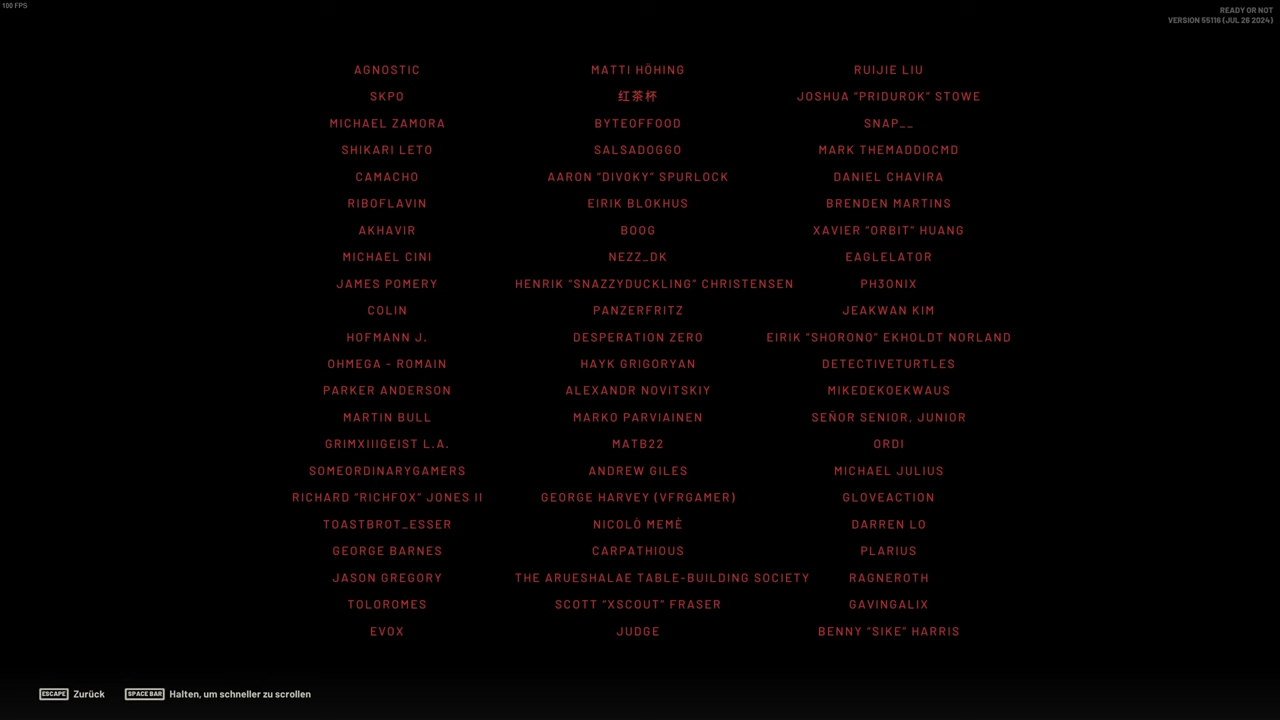 100 FPS
READY OR NOT
VERSION 55116 (JUL 26 2024)
AGNOSTIC MATTI HÖHING RUIJIE LIU
SKPO 红茶杯 JOSHUA "PRIDUROK" STOWE
MICHAEL ZAMORA BYTEOFFOOD SNAP__
SHIKARI LETO SALSADOGGO MARK THEMADDOCMD
CAMACHO AARON "DIV0KY" SPURLOCK DANIEL CHAVIRA
RIBOFLAVIN EIRIK BLOKHUS BRENDEN MARTINS
AKHAVIR BOOG XAVIER "ORBIT" HUANG
MICHAEL CINI NEZZ_DK EAGLELATOR
JAMES POMERY HENRIK "SNAZZYDUCKLING" CHRISTENSEN PH3ONIX
COLIN PANZERFRITZ JEAKWAN KIM
HOFMANN J. DESPERATION ZERO EIRIK "SHORONO" EKHOLDT NORLAND
OHMEGA - ROMAIN HAYK GRIGORYAN DETECTIVETURTLES
PARKER ANDERSON ALEXANDR NOVITSKIY MIKEDEKOEKWAUS
MARTIN BULL MARKO PARVIAINEN SEÑOR SENIOR, JUNIOR
GRIMXIIIGEIST L.A. MATB22 ORDI
SOMEORDINARYGAMERS ANDREW GILES MICHAEL JULIUS
RICHARD "RICHFOX" JONES II GEORGE HARVEY (VFRGAMER) GLOVEACTION
TOASTBROT_ESSER NICOLÒ MEMÈ DARREN LO
GEORGE BARNES CARPATHIOUS PLARIUS
JASON GREGORY THE ARUESHALAE TABLE-BUILDING SOCIETY RAGNEROTH
TOLOROMES SCOTT "XSCOUT" FRASER GAVINGALIX
EVOX JUDGE BENNY "SIKE" HARRIS
ESCAPE Zurück SPACE BAR Halten, um schneller zu scrollen